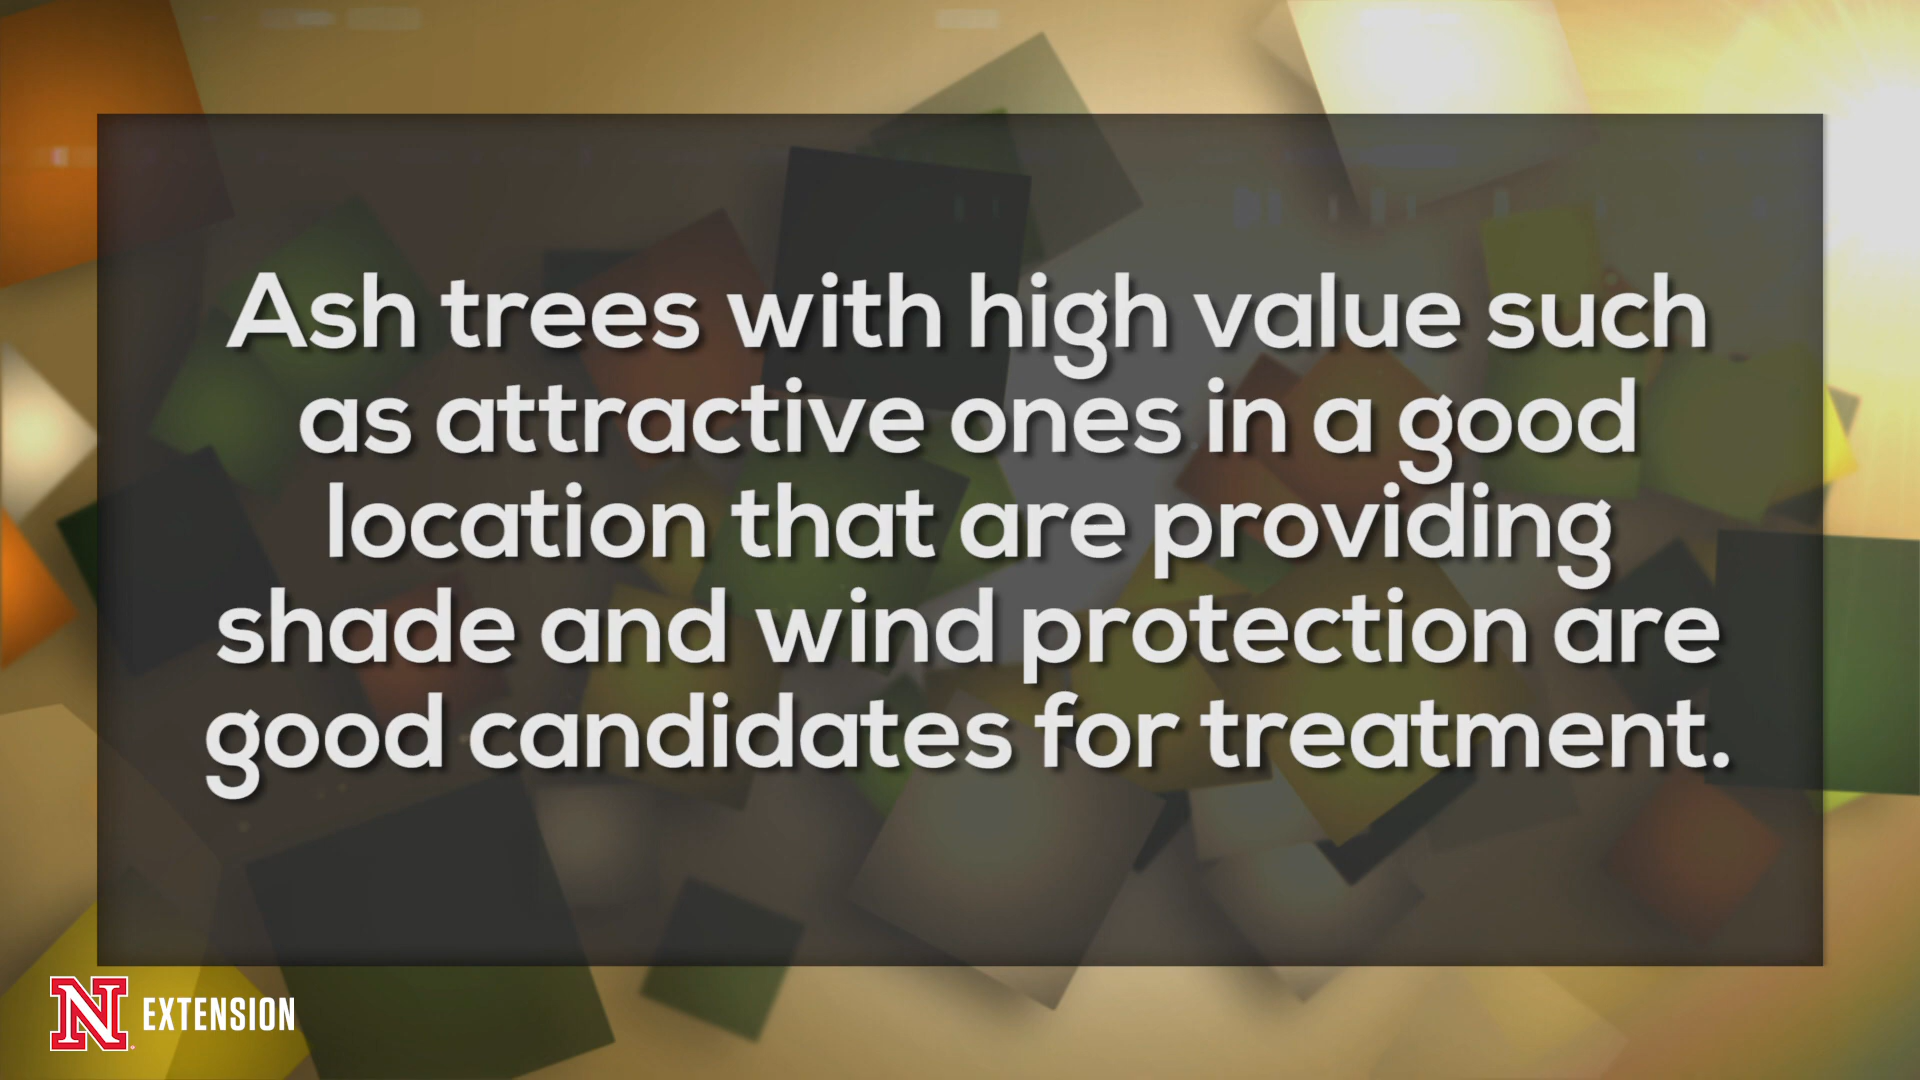 Ash trees with high value such
as attractive ones in a good
location that are providing
shade and wind protection are
good candidates for treatment.
N EXTENSION